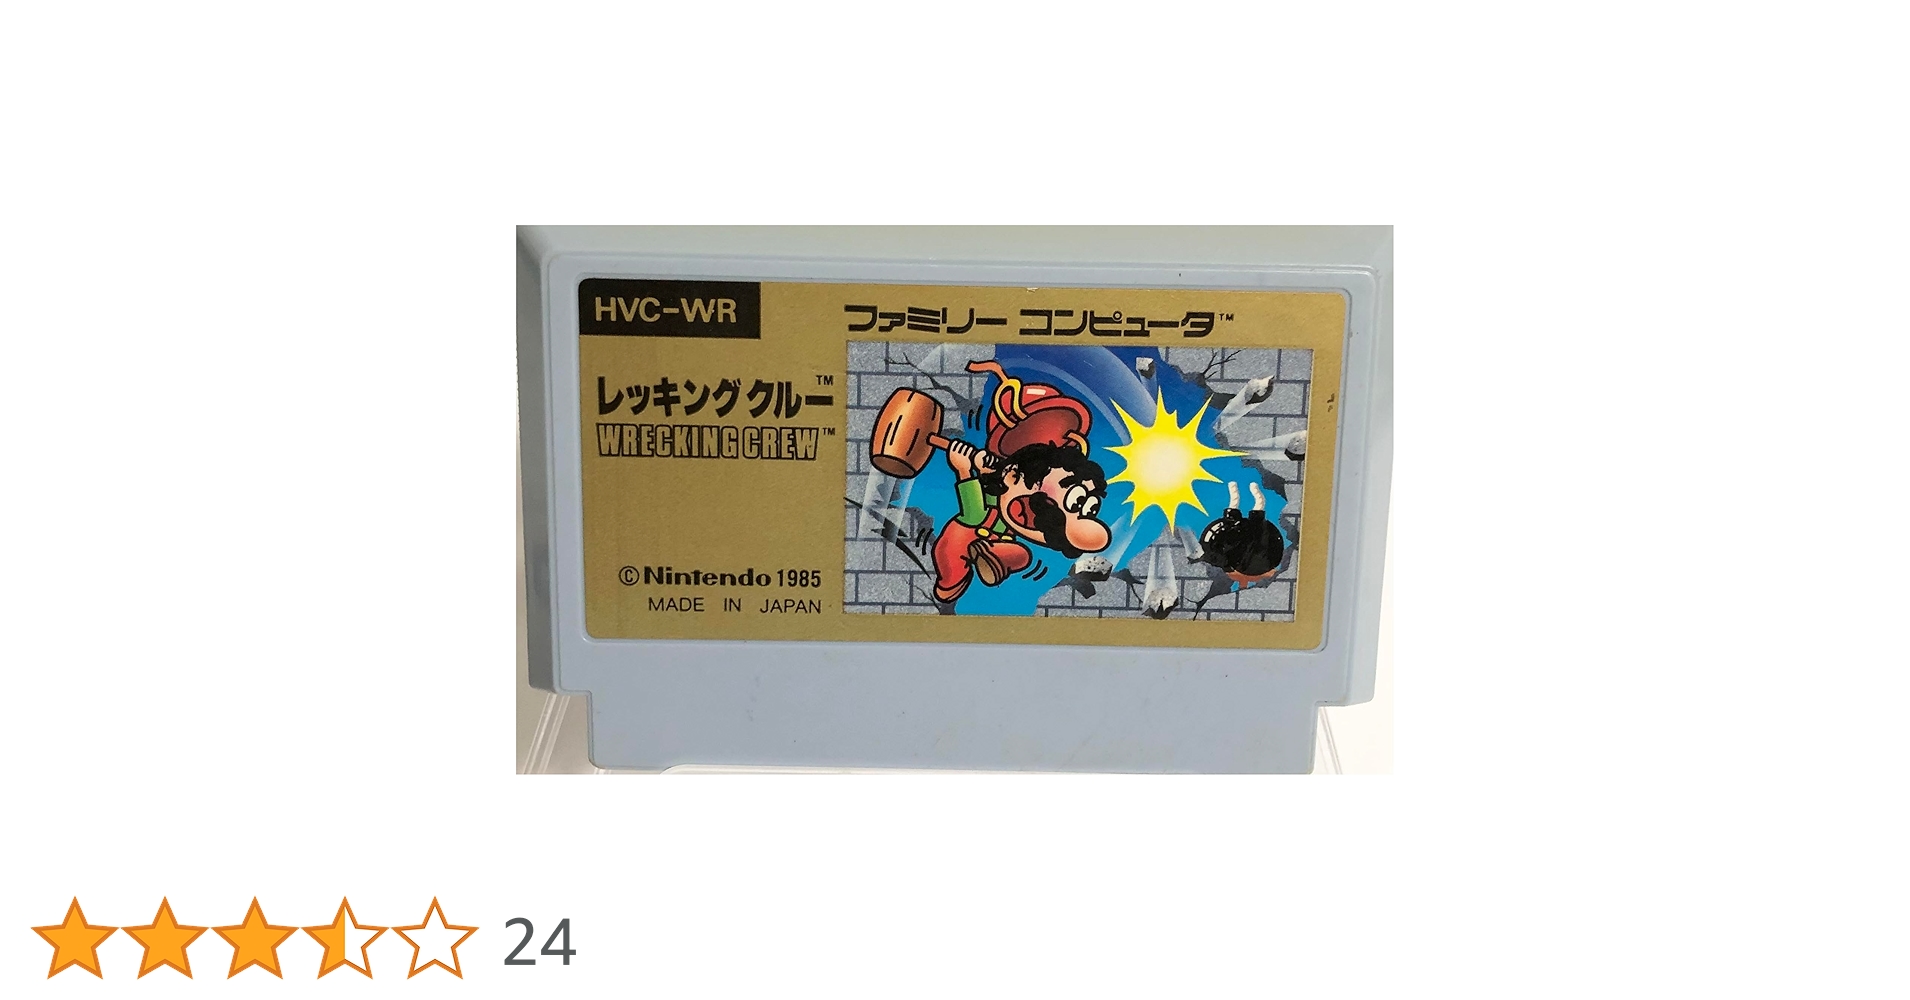 HVC-WR
ファミリー コンピュータ™
レッキングクルー™
WRECKING CREW™
©Nintendo 1985
MADE IN JAPAN
24